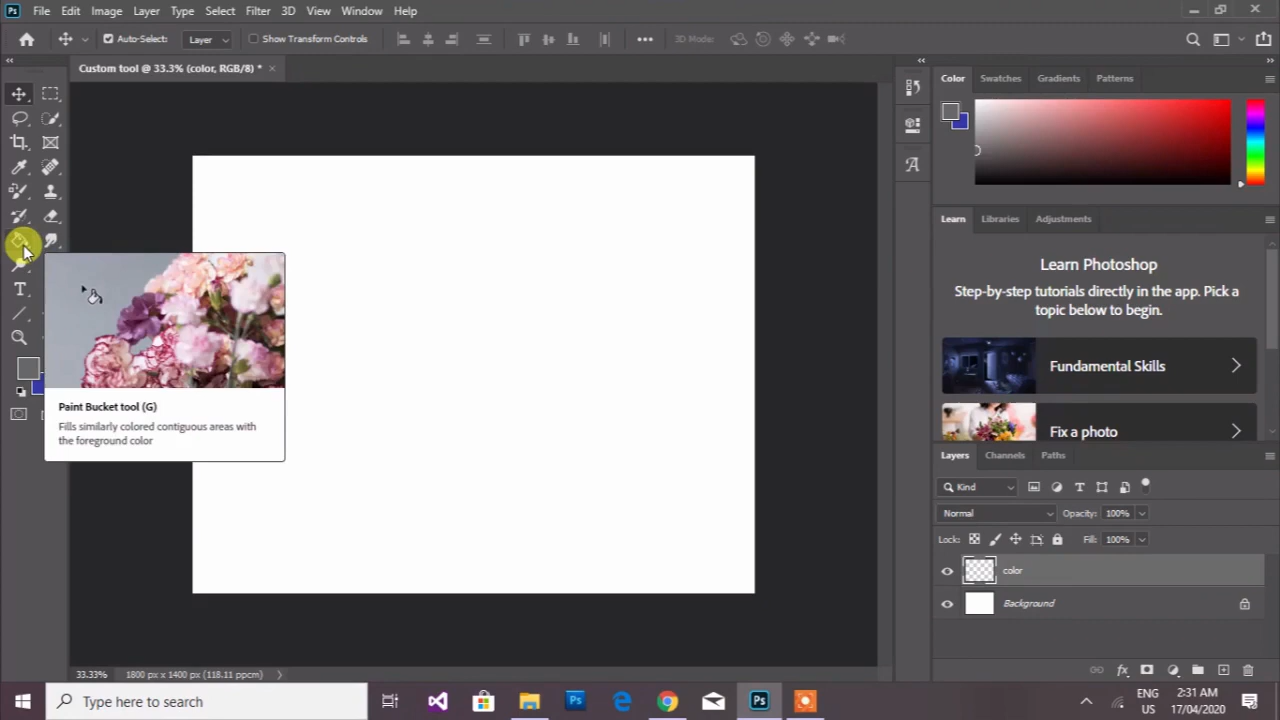 Ps File Edit Image Layer Type Select Filter 3D View Window Help
Auto-Select: Layer Show Transform Controls 3D Mode:
Custom tool @ 33.3% (color, RGB/8) *
Color Swatches Gradients Patterns
Learn Libraries Adjustments
Learn Photoshop
Step-by-step tutorials directly in the app. Pick a
topic below to begin.
Fundamental Skills
Fix a photo
Paint Bucket tool (G)
Fills similarly colored contiguous areas with
the foreground color
Layers Channels Paths
Kind
Normal Opacity: 100%
Lock: Fill: 100%
color
Background
33.33% 1800 px x 1400 px (118.11 ppcm)
Type here to search
Ps
Ps
ENG
US
2:31 AM
17/04/2020